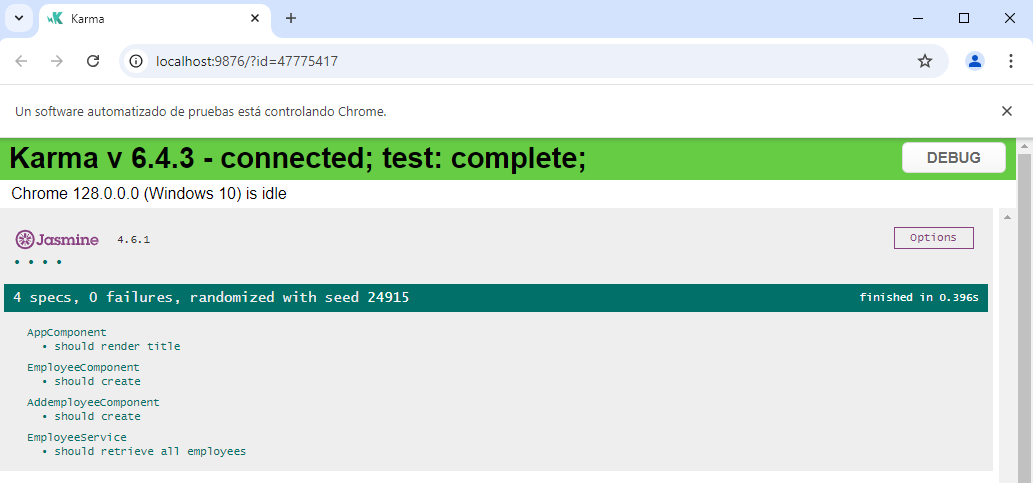 Karma
localhost:9876/?id=47775417
Un software automatizado de pruebas está controlando Chrome.
Karma v 6.4.3 - connected; test: complete;
DEBUG
Chrome 128.0.0.0 (Windows 10) is idle
Jasmine 4.6.1
Options
• • • •
4 specs, 0 failures, randomized with seed 24915
finished in 0.396s
AppComponent
• should render title
EmployeeComponent
• should create
AddemployeeComponent
• should create
EmployeeService
• should retrieve all employees